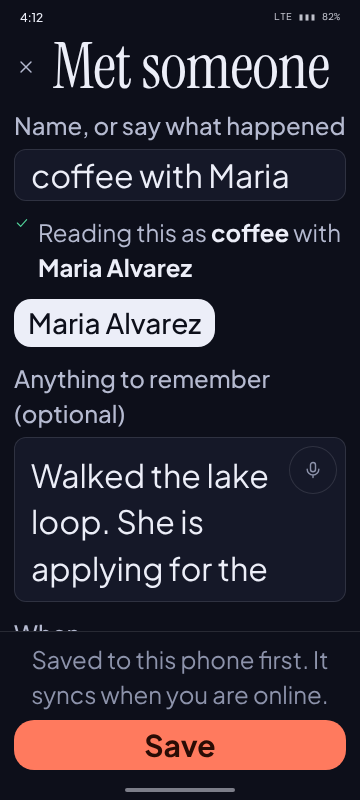 4:12
LTE 82%
Met someone
Name, or say what happened
coffee with Maria
Reading this as coffee with
Maria Alvarez
Maria Alvarez
Anything to remember
(optional)
Walked the lake
loop. She is
applying for the
When
Saved to this phone first. It
syncs when you are online.
Save